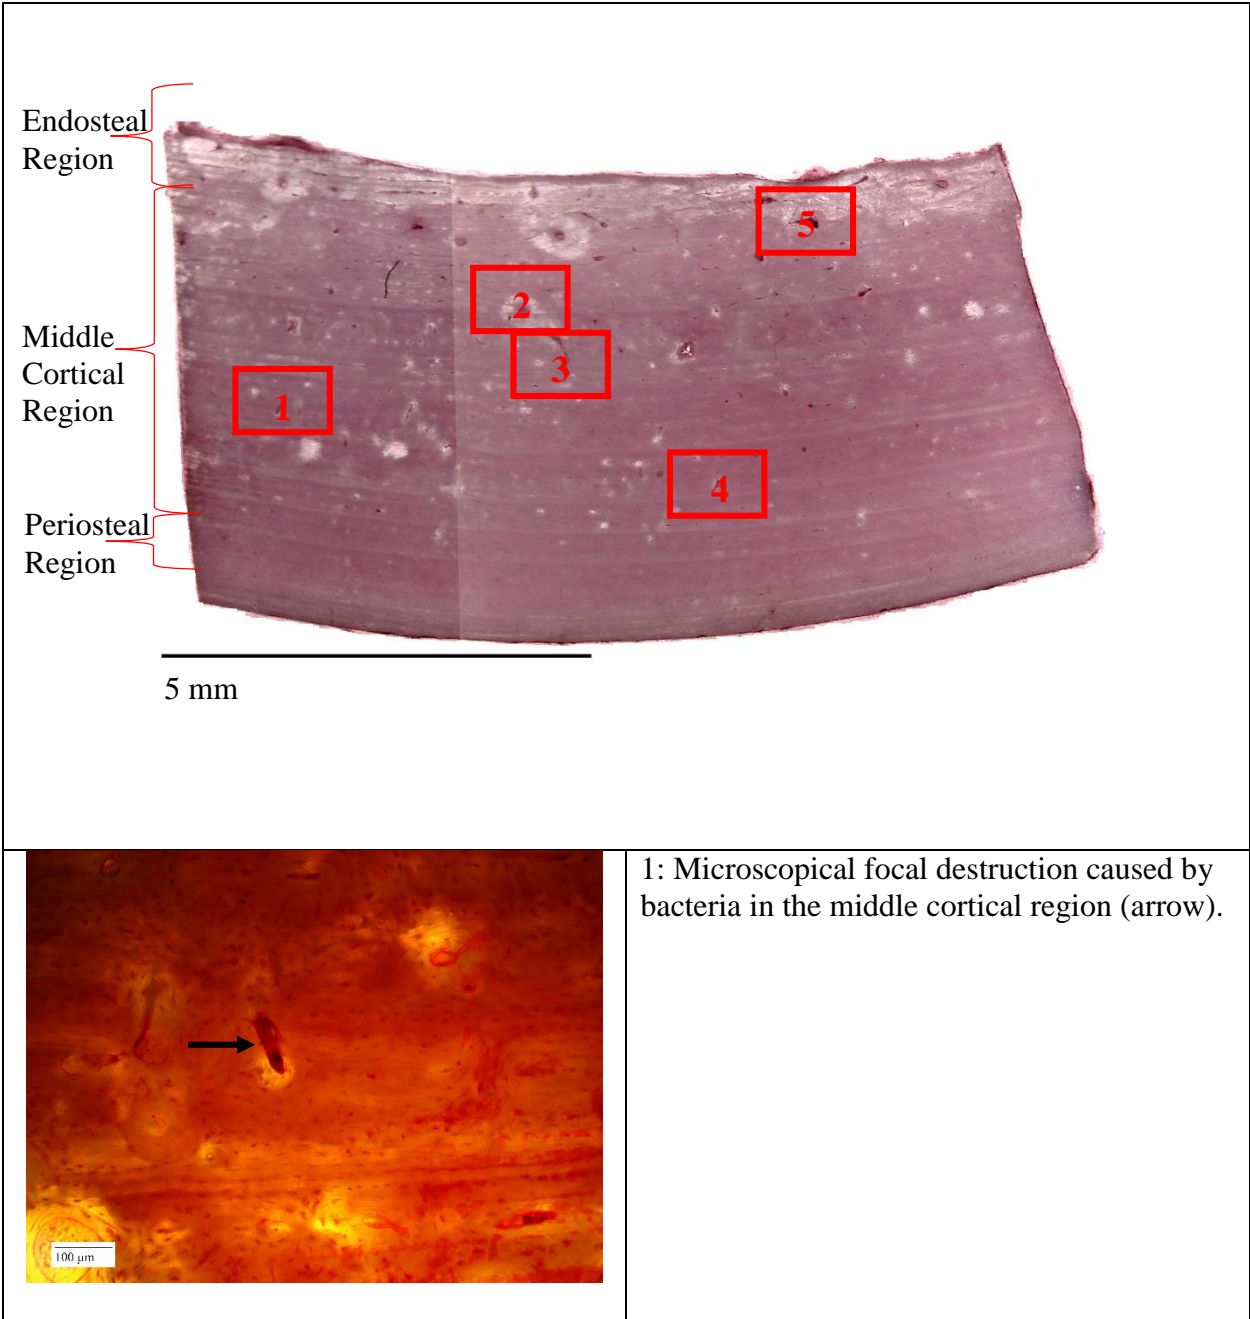 Endosteal
Region
5
2
Middle
Cortical
Region
3
1
4
Periosteal
Region
5 mm
1: Microscopical focal destruction caused by
bacteria in the middle cortical region (arrow).
100 µm